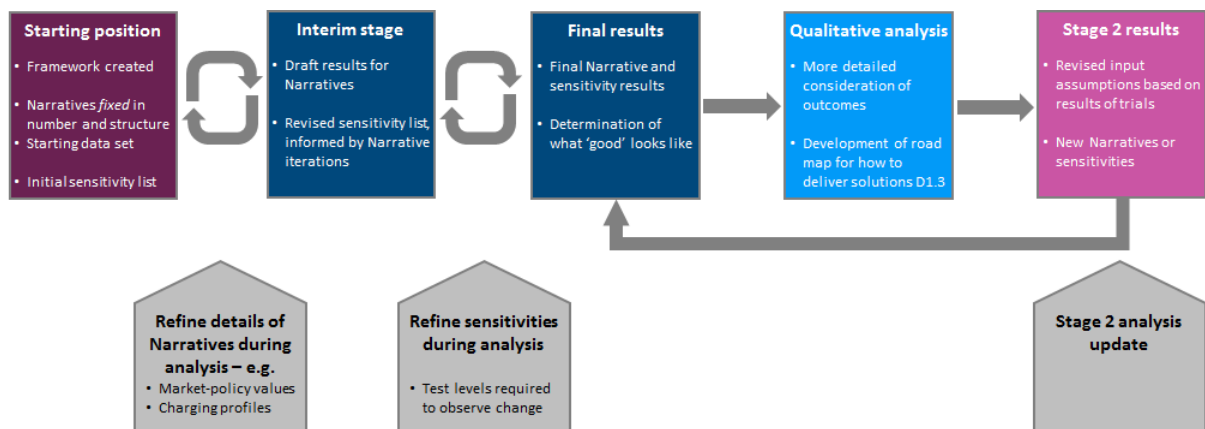 Starting position
• Framework created
• Narratives fixed in
number and structure
• Starting data set
• Initial sensitivity list
Interim stage
• Draft results for
Narratives
• Revised sensitivity list,
informed by Narrative
iterations
Final results
• Final Narrative and
sensitivity results
• Determination of
what ‘good’ looks like
Qualitative analysis
• More detailed
consideration of
outcomes
• Development of road
map for how to
deliver solutions D1.3
Stage 2 results
• Revised input
assumptions based on
results of trials
• New Narratives or
sensitivities
Refine details of
Narratives during
analysis – e.g.
• Market-policy values
• Charging profiles
Refine sensitivities
during analysis
• Test levels required
to observe change
Stage 2 analysis
update